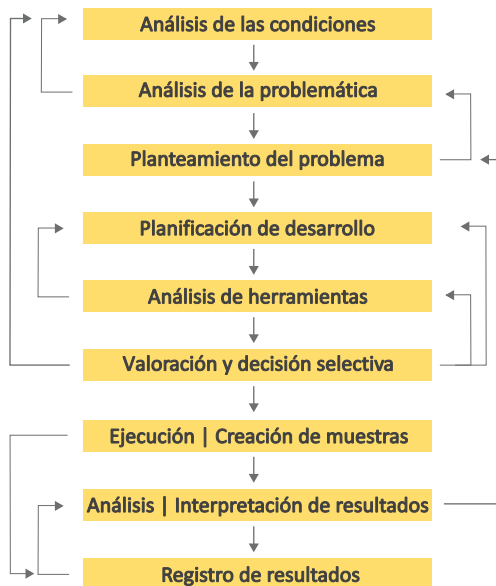 Análisis de las condiciones
Análisis de la problemática
Planteamiento del problema
Planificación de desarrollo
Análisis de herramientas
Valoración y decisión selectiva
Ejecución | Creación de muestras
Análisis | Interpretación de resultados
Registro de resultados